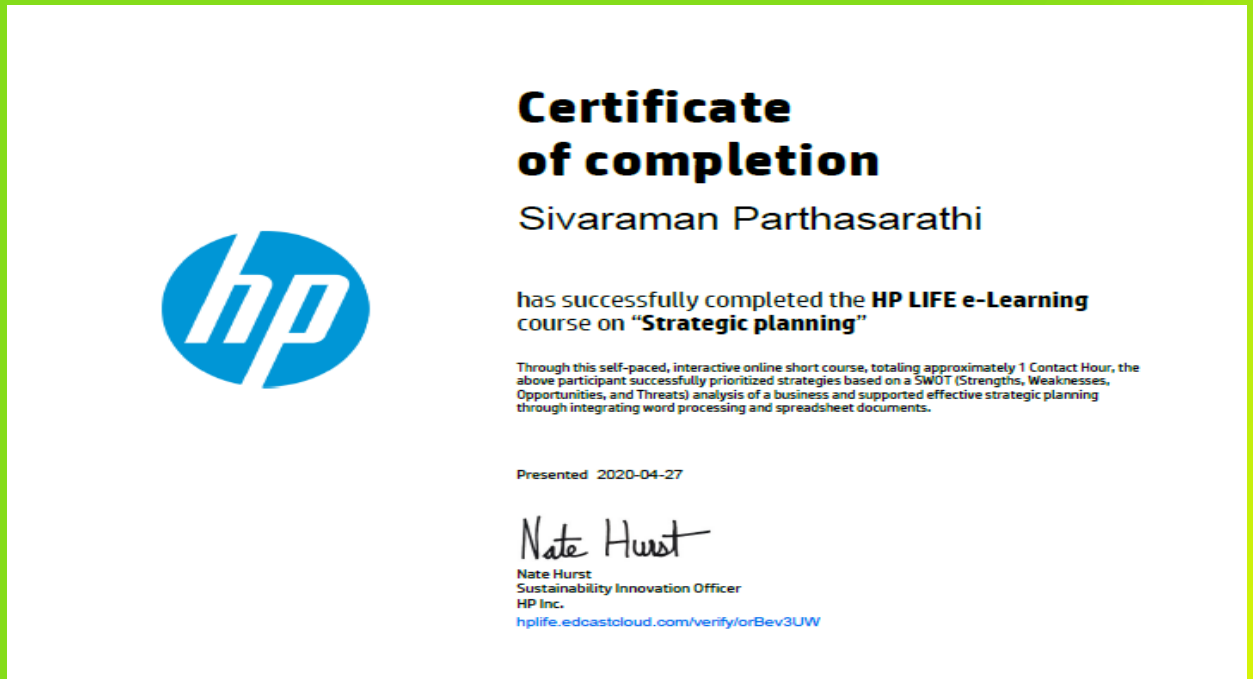 Certificate
of completion
Sivaraman Parthasarathi
hp
has successfully completed the HP LIFE e-Learning
course on “Strategic planning”
Through this self-paced, interactive online short course, totaling approximately 1 Contact Hour, the
above participant successfully prioritized strategies based on a SWOT (Strengths, Weaknesses,
Opportunities, and Threats) analysis of a business and supported effective strategic planning
through integrating word processing and spreadsheet documents.
Presented 2020-04-27
Nate Hurst
Nate Hurst
Sustainability Innovation Officer
HP Inc.
hplife.edcastcloud.com/verify/orBev3UW